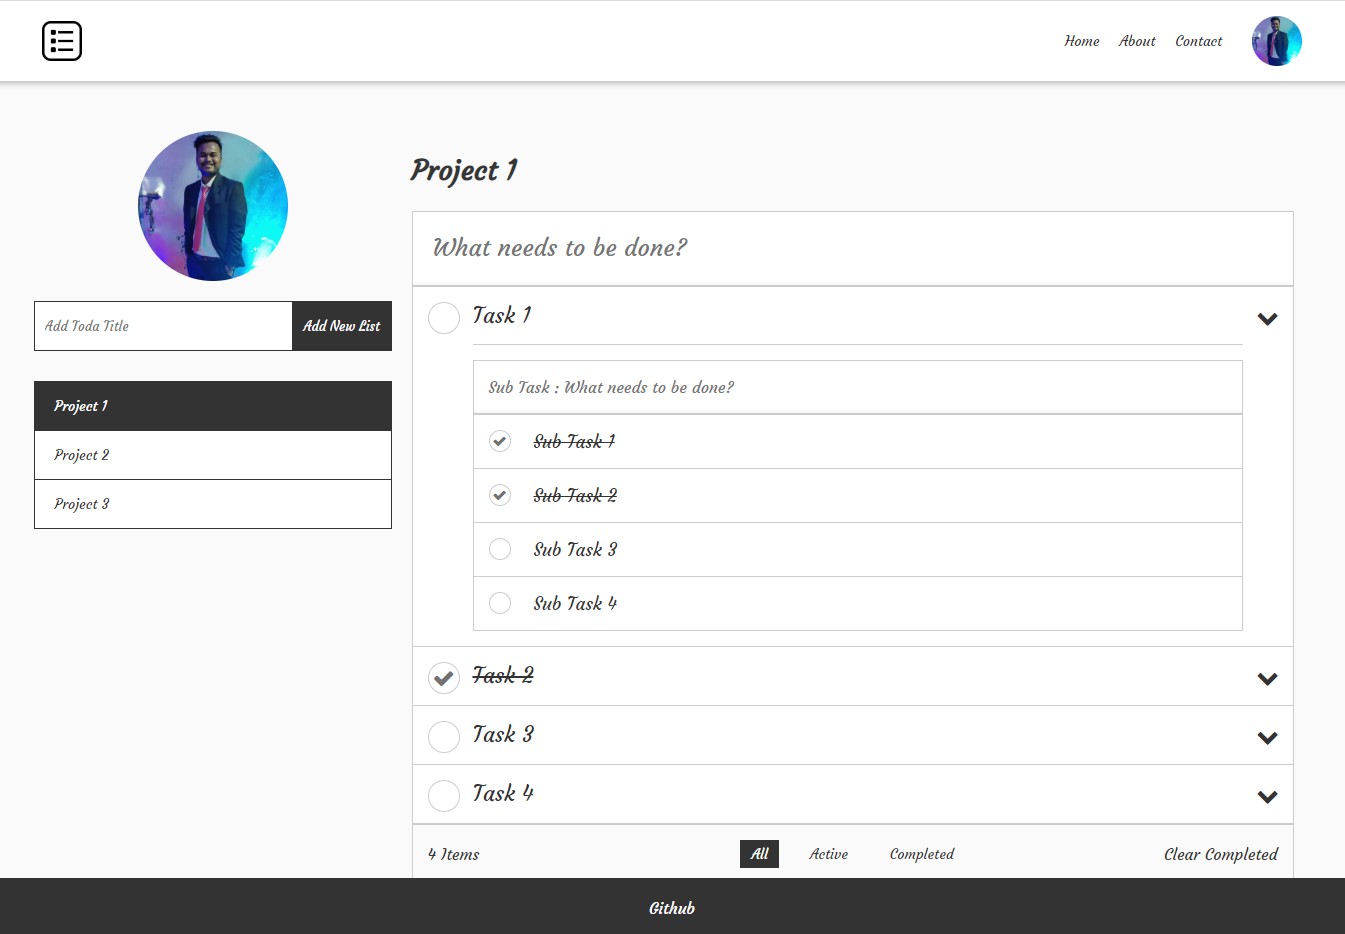 Home About Contact
Project 1
What needs to be done?
Add Toda Title
Add New List
Project 1
Project 2
Project 3
Task 1
Sub Task : What needs to be done?
Sub Task 1
Sub Task 2
Sub Task 3
Sub Task 4
Task 2
Task 3
Task 4
4 Items All Active Completed Clear Completed
Github